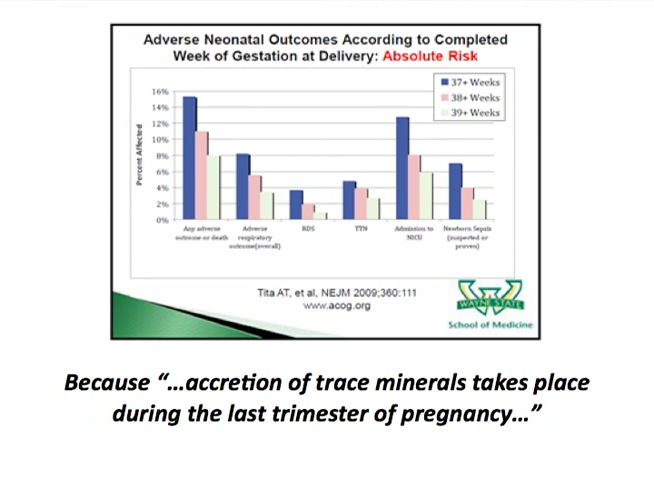 Adverse Neonatal Outcomes According to Completed
Week of Gestation at Delivery: Absolute Risk
37+ Weeks
38+ Weeks
39+ Weeks
Percent Affected
16%
14%
12%
10%
8%
6%
4%
2%
0%
Any adverse
outcome or death
Adverse
respiratory
outcome(overall)
RDS
TTN
Admission to
NICU
Newborn Sepsis
(suspected or
proven)
Tita AT, et al, NEJM 2009;360:111
www.acog.org
WAYNE STATE
School of Medicine
Because “…accretion of trace minerals takes place
during the last trimester of pregnancy…”